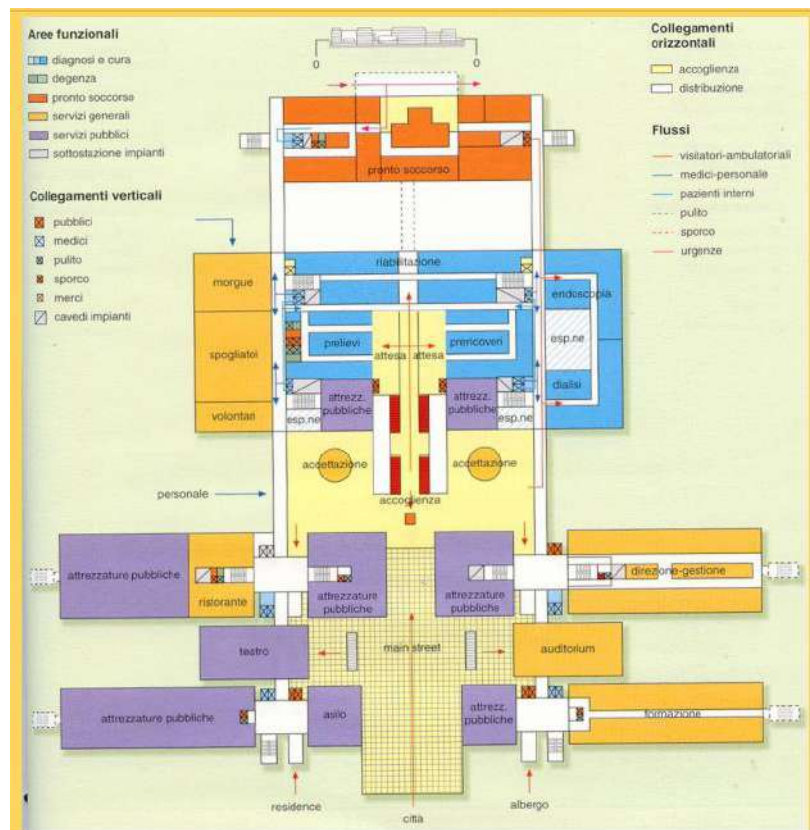 Aree funzionali
diagnosi e cura
degenza
pronto soccorso
servizi generali
servizi pubblici
sottostazione impianti
Collegamenti verticali
pubblici
medici
pulito
sporco
merci
cavedi impianti
0 0
Collegamenti
orizzontali
accoglienza
distribuzione
Flussi
visitatori-ambulatoriali
medici-personale
pazienti interni
pulito
sporco
urgenze
pronto soccorso
riabilitazione
morgue
endoscopia
prelievi
prericoveri
esp.ne
spogliatoi
attesa attesa
dialisi
attrezz.
pubbliche
attrezz.
pubbliche
volontari
esp.ne
esp.ne
accettazione
accettazione
personale
accoglienza
attrezzature pubbliche
ristorante
attrezzature
pubbliche
attrezzature
pubbliche
direzione-gestione
teatro
main street
auditorium
attrezzature pubbliche
asilo
attrezz.
pubbliche
formazione
residence
città
albergo